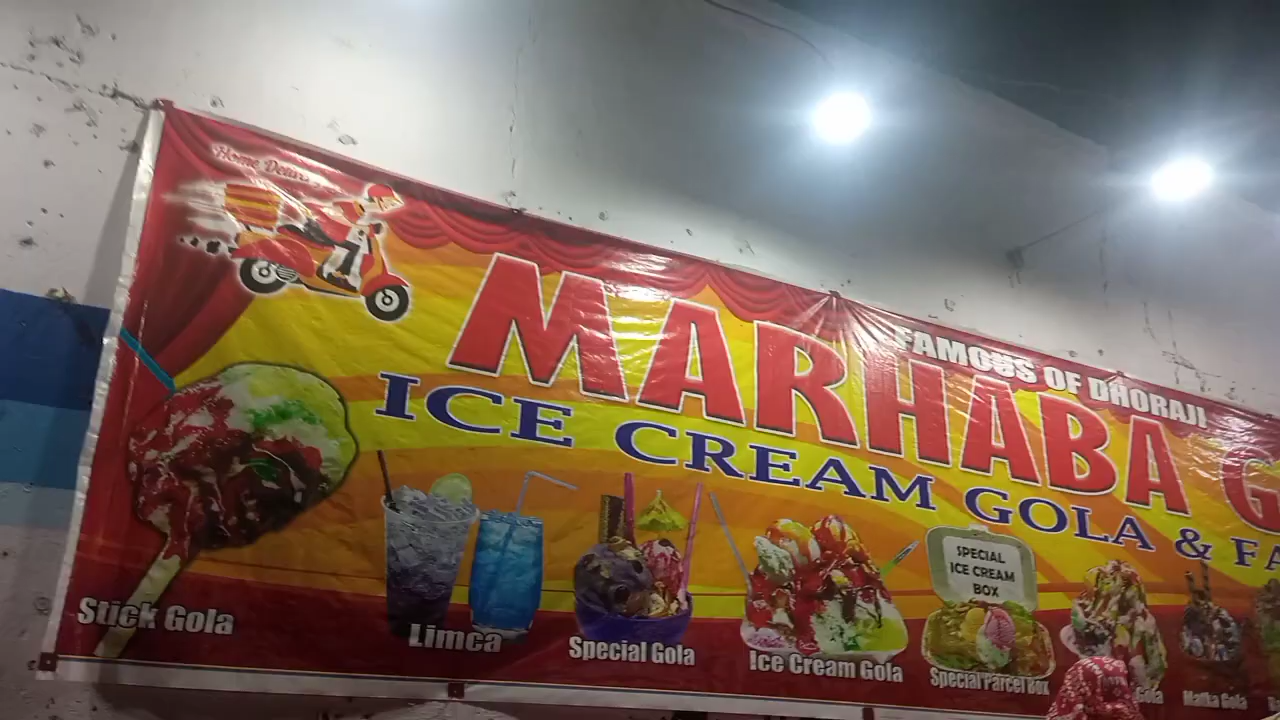 Home
FAMOUS OF DHORAJI
MARHABA G
ICE CREAM GOLA & FA
SPECIAL
ICE CREAM
BOX
Stick Gola
Limca
Special Gola
Ice Cream Gola
Special Parcel Box
Gola
Matka Gola